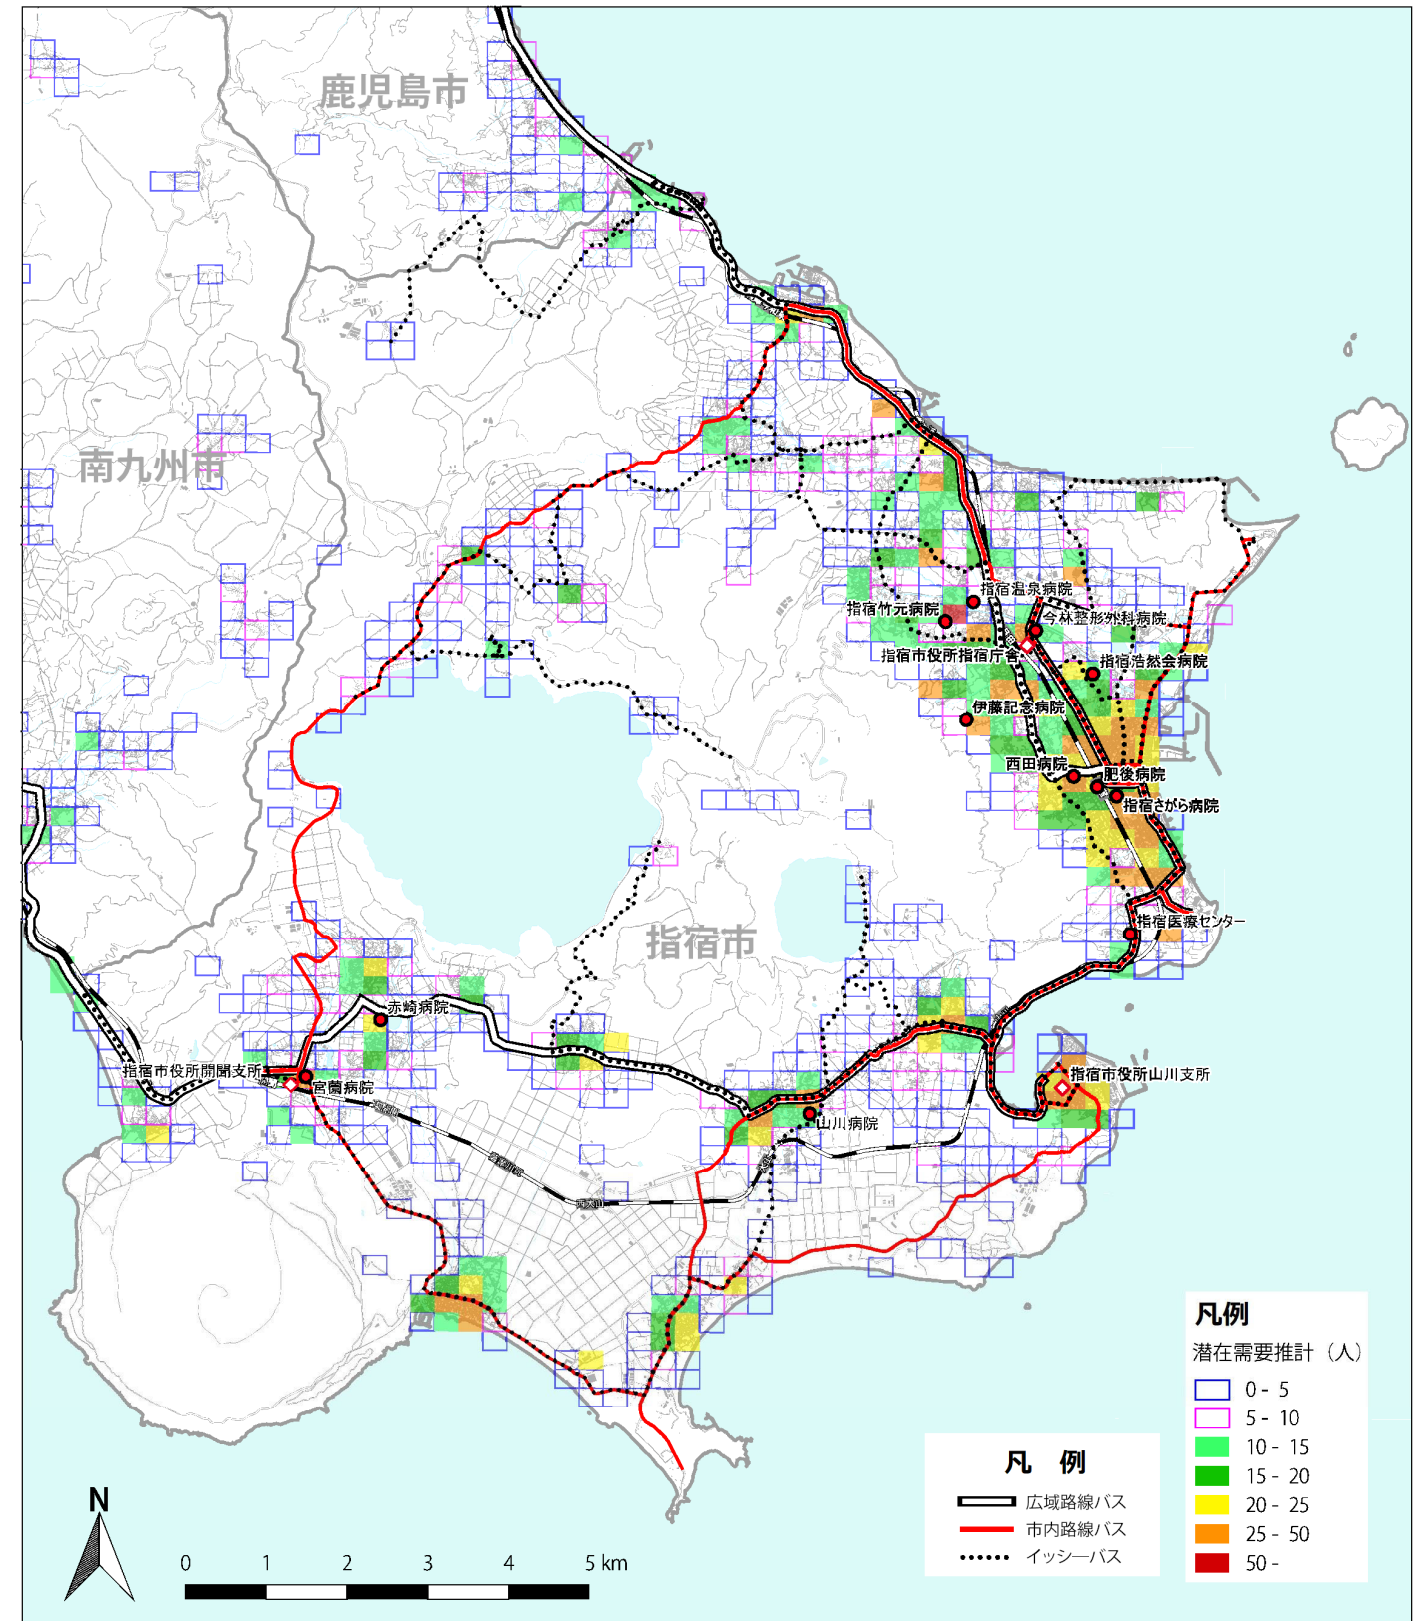 鹿児島市
南九州市
指宿温泉病院
指宿竹元病院
今林整形外科病院
指宿市役所指宿庁舎
指宿浩然会病院
伊藤記念病院
西田病院
肥後病院
指宿さがら病院
指宿医療センター
指宿市
赤崎病院
指宿市役所開聞支所
宮薗病院
指宿市役所山川支所
山川病院
西大山
凡例
潜在需要推計（人）
0 - 5
5 - 10
10 - 15
15 - 20
20 - 25
25 - 50
50 -
凡 例
広域路線バス
市内路線バス
イッシーバス
N
0 1 2 3 4 5 km